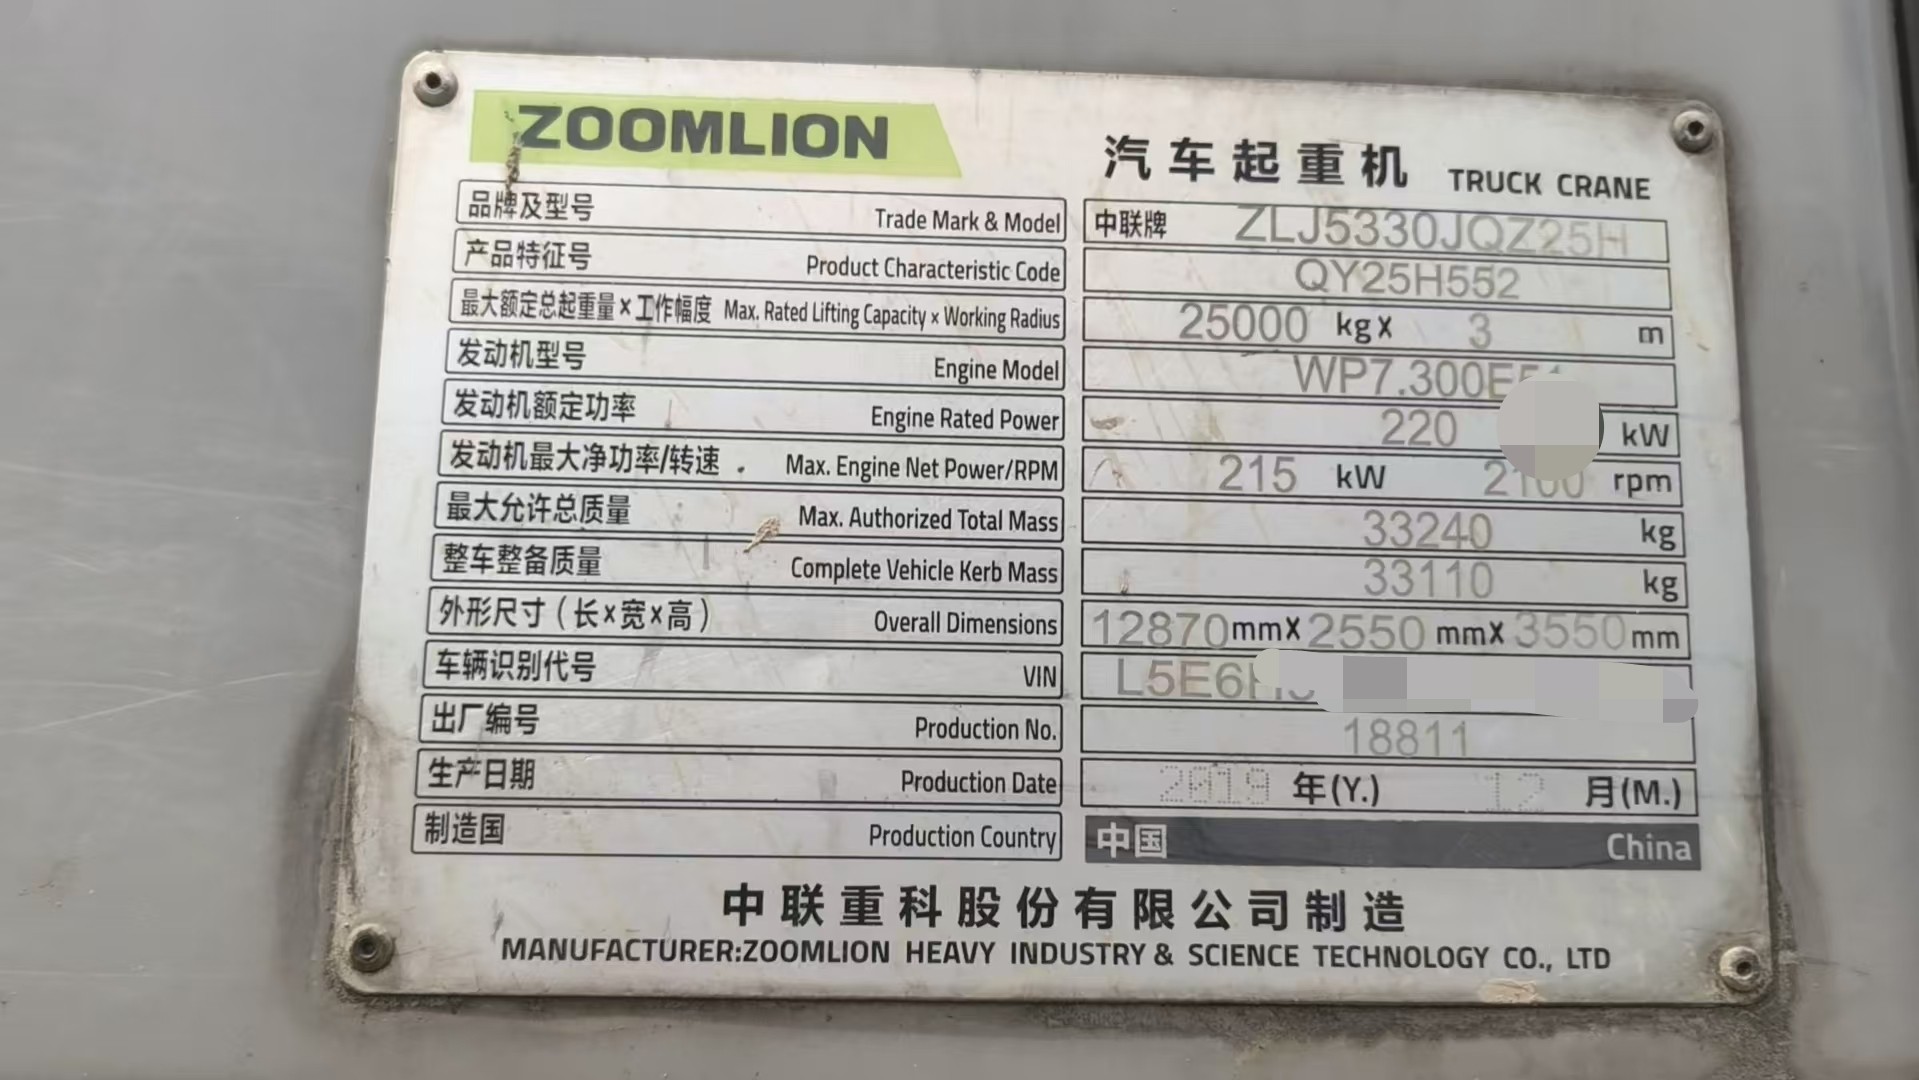 ZOOMLION
汽车起重机 TRUCK CRANE
品牌及型号 Trade Mark & Model 中联牌 ZLJ5330JQZ25H
产品特征号 Product Characteristic Code QY25H552
最大额定总起重量×工作幅度 Max. Rated Lifting Capacity × Working Radius 25000 kg× 3 m
发动机型号 Engine Model WP7.300E51
发动机额定功率 Engine Rated Power 220 kW
发动机最大净功率/转速 Max. Engine Net Power/RPM 215 kW 2100 rpm
最大允许总质量 Max. Authorized Total Mass 33240 kg
整车整备质量 Complete Vehicle Kerb Mass 33110 kg
外形尺寸(长×宽×高) Overall Dimensions 12870mm× 2550 mm× 3550 mm
车辆识别代号 VIN L5E6H
出厂编号 Production No. 18811
生产日期 Production Date 2019 年(Y.) 12 月(M.)
制造国 Production Country 中国 China
中联重科股份有限公司制造
MANUFACTURER:ZOOMLION HEAVY INDUSTRY & SCIENCE TECHNOLOGY CO., LTD